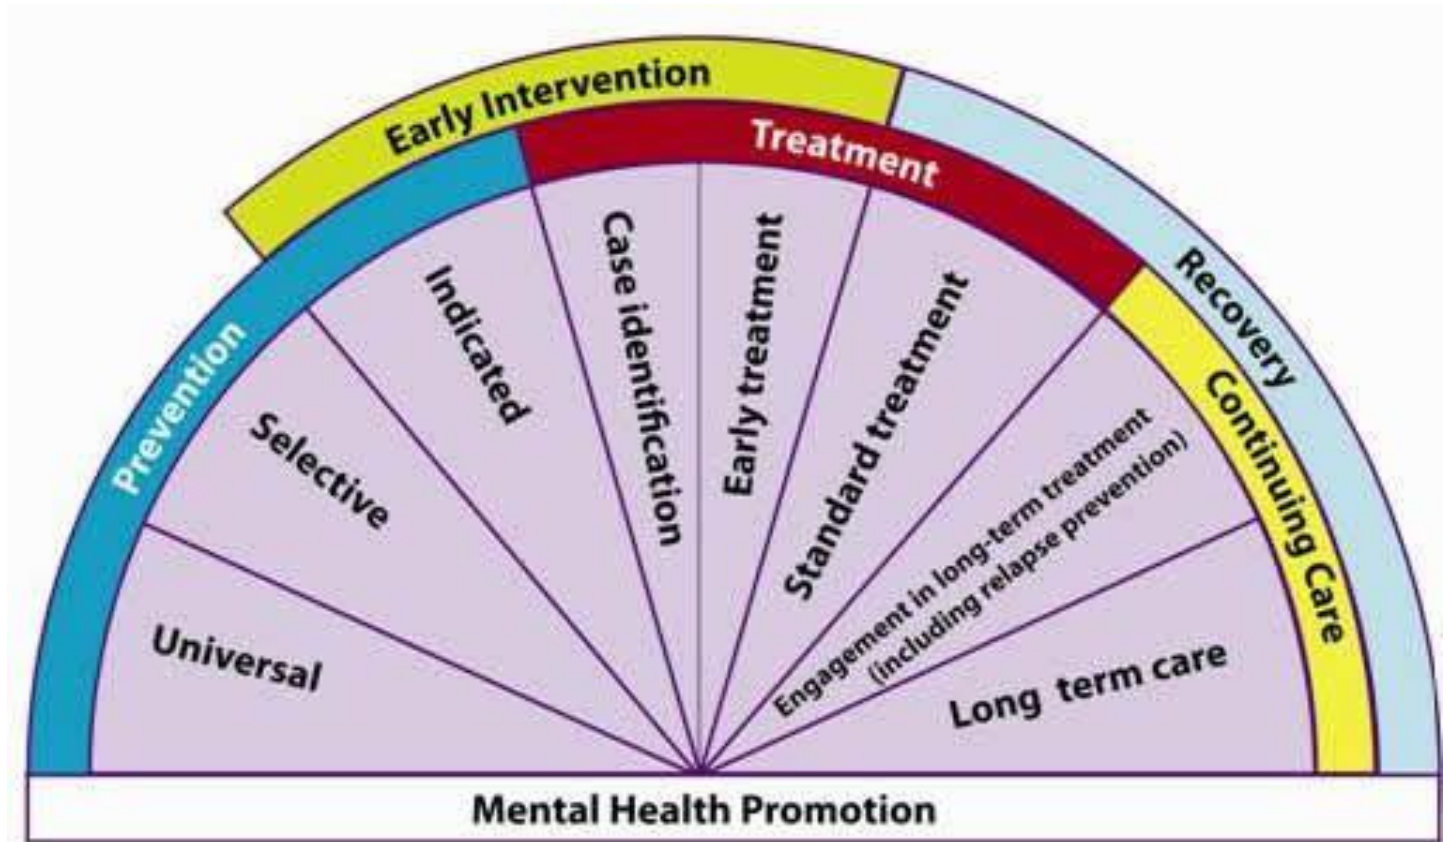 Early Intervention
Treatment
Recovery
Prevention
Continuing Care
Universal
Selective
Indicated
Case identification
Early treatment
Standard treatment
Engagement in long-term treatment
(including relapse prevention)
Long term care
Mental Health Promotion